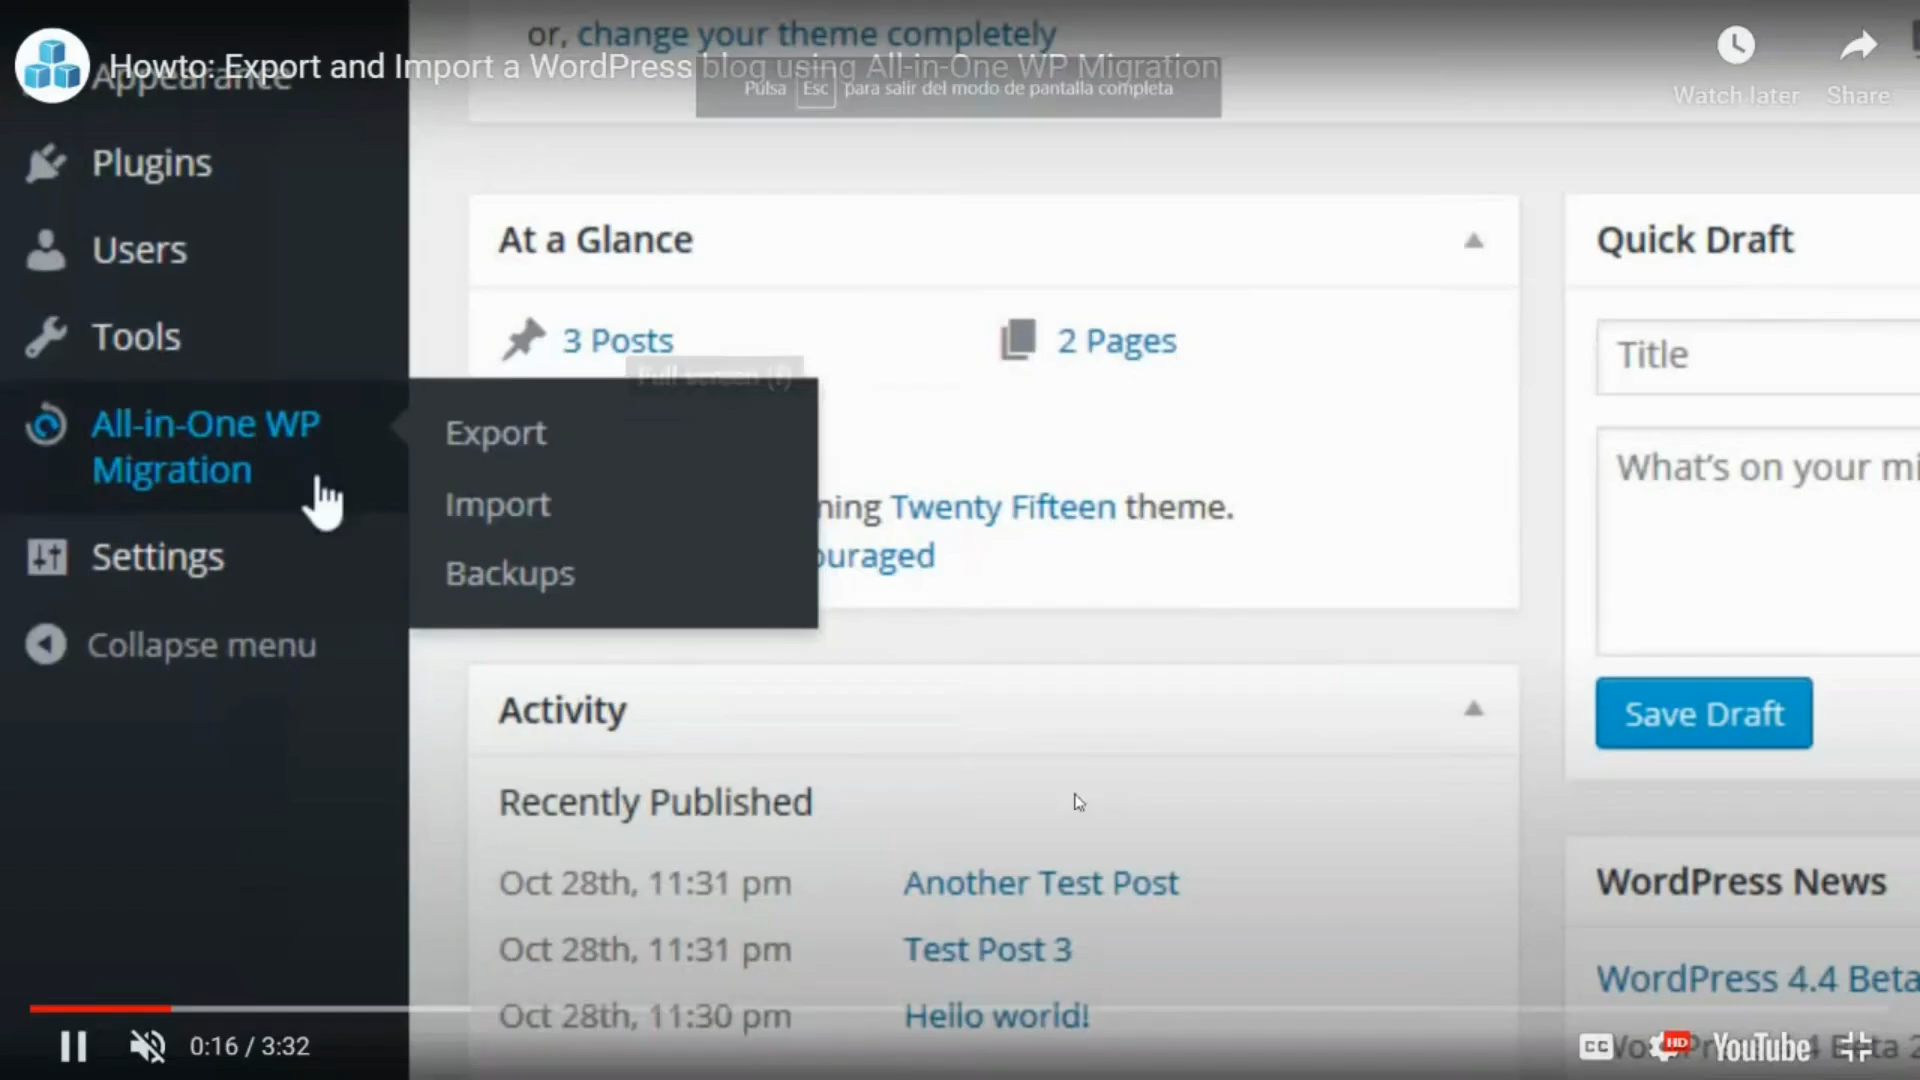 or, change your theme completely
Howto: Export and Import a WordPress blog using All-in-One WP Migration
Appearance
Pulsa Esc para salir del modo de pantalla completa
Watch later
Share
Plugins
Users
Tools
All-in-One WP
Migration
Settings
Collapse menu
Export
Import
Backups
At a Glance
3 Posts
2 Pages
Full screen (f)
ning Twenty Fifteen theme.
ouraged
Quick Draft
Title
What's on your mi
Save Draft
Activity
Recently Published
Oct 28th, 11:31 pm Another Test Post
Oct 28th, 11:31 pm Test Post 3
Oct 28th, 11:30 pm Hello world!
WordPress News
WordPress 4.4 Beta
0:16 / 3:32
CC
HD
YouTube